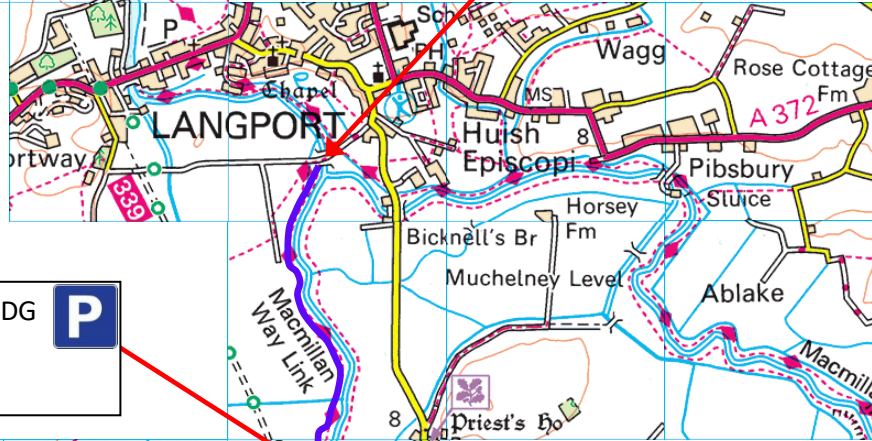 P
Sch
PH
Wagg
Rose Cottage
Fm
Chapel
MS
A 372
LANGPORT
Huish
Episcopi
8
ortway
Pibsbury
Sluice
339
Horsey
Fm
Bicknell's Br
Muchelney Level
Ablake
DG
P
Macmillan
Way Link
Macmilla
8
Priest's Ho